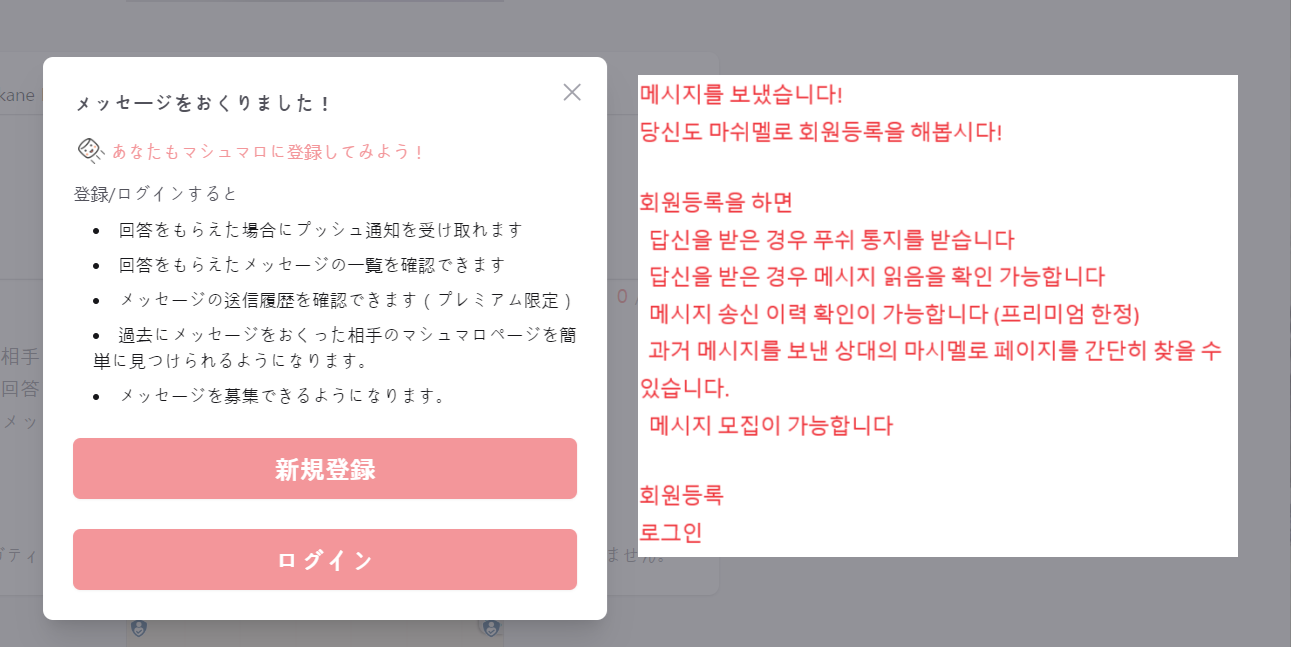 kane
メッセージをおくりました！
あなたもマシュマロに登録してみよう！
登録/ログインすると
• 回答をもらえた場合にプッシュ通知を受け取れます
• 回答をもらえたメッセージの一覧を確認できます
• メッセージの送信履歴を確認できます（プレミアム限定）
• 過去にメッセージをおくった相手のマシュマロページを簡
単に見つけられるようになります。
• メッセージを募集できるようになります。
新規登録
ログイン
相手
回答
メッ
ティ
0 /
ません。
메시지를 보냈습니다!
당신도 마쉬멜로 회원등록을 해봅시다!
회원등록을 하면
답신을 받은 경우 푸쉬 통지를 받습니다
답신을 받은 경우 메시지 읽음을 확인 가능합니다
메시지 송신 이력 확인이 가능합니다 (프리미엄 한정)
과거 메시지를 보낸 상대의 마시멜로 페이지를 간단히 찾을 수
있습니다.
메시지 모집이 가능합니다
회원등록
로그인